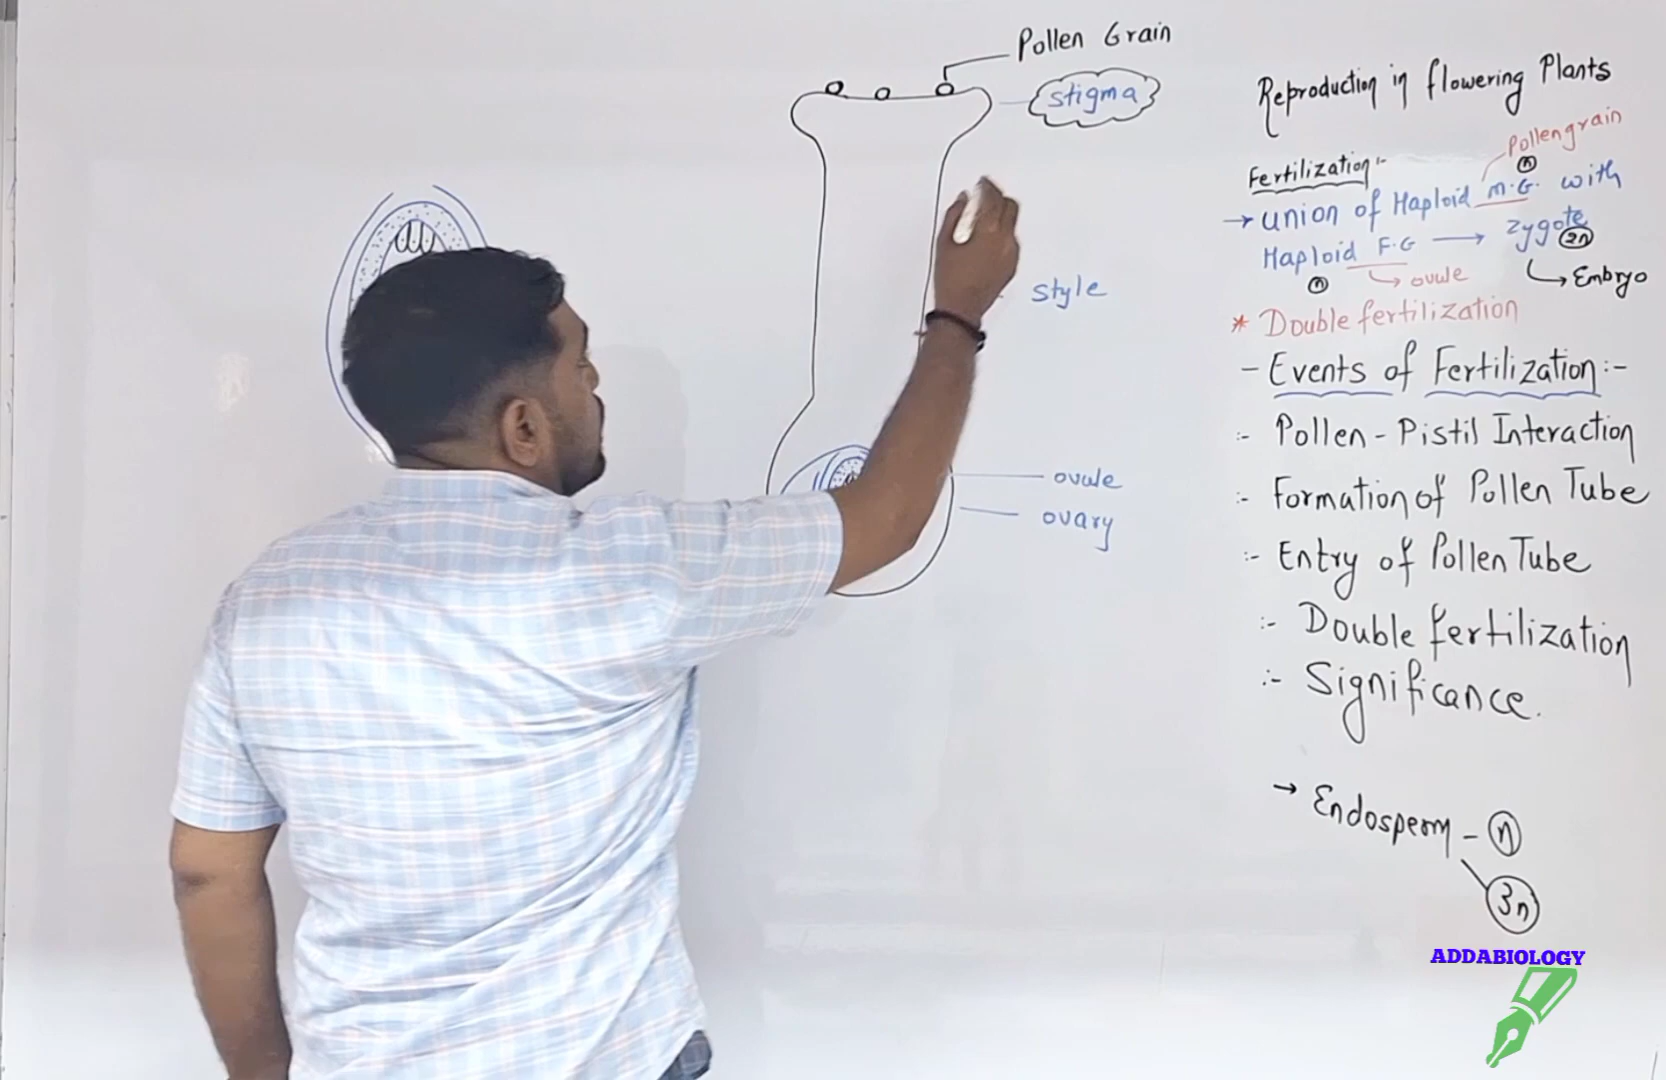 Pollen Grain
stigma
style
ovule
ovary
Reproduction in flowering Plants
Pollengrain
Fertilization:-
n
→ union of Haploid M.G. with
Haploid F.G → zygote
2n
n
ovule
Embryo
* Double fertilization
- Events of Fertilization:-
:- Pollen-Pistil Interaction
:- Formation of Pollen Tube
:- Entry of Pollen Tube
:- Double fertilization
:- Significance.
→ Endosperm - n
3n
ADDABIOLOGY